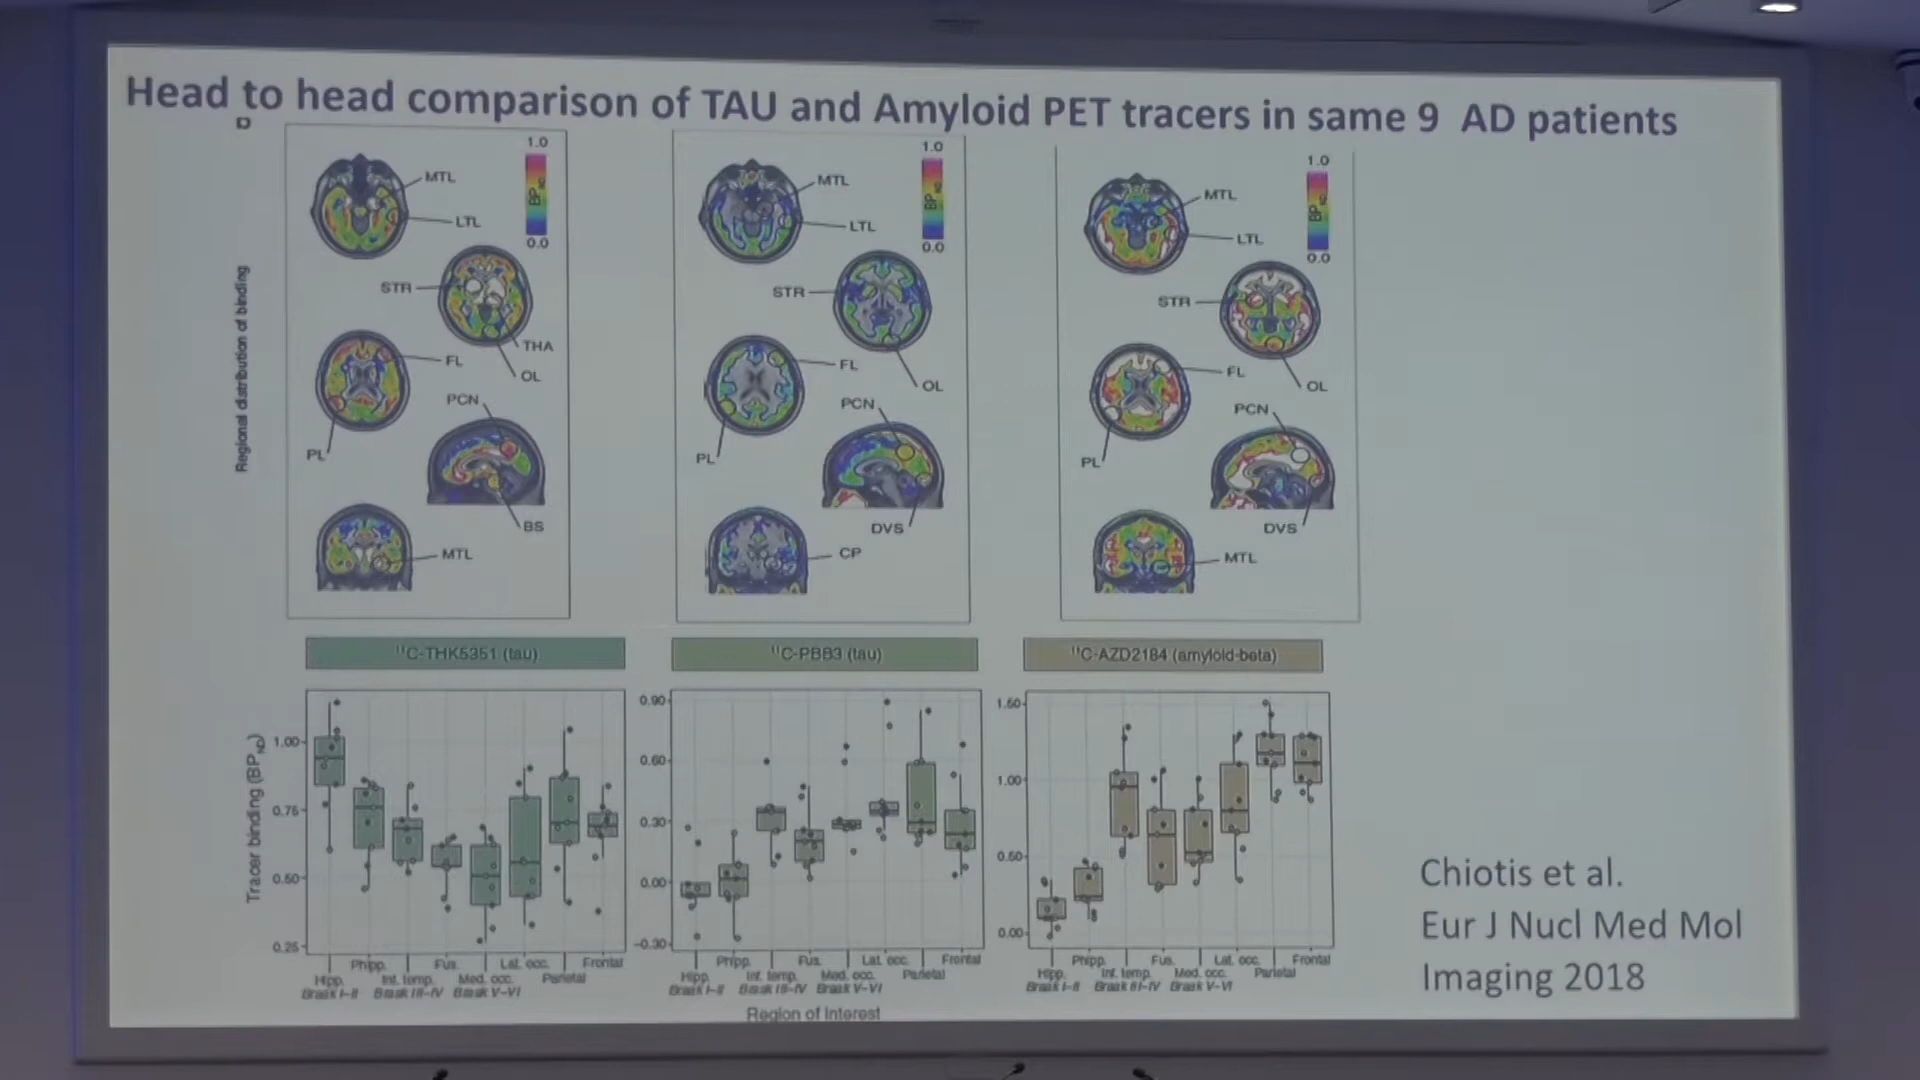 Head to head comparison of TAU and Amyloid PET tracers in same 9 AD patients
D
Regional distribution of binding
1.0
BP
0.0
MTL
LTL
STR
THA
OL
FL
PCN
PL
BS
MTL
1.0
BP
0.0
MTL
LTL
STR
OL
FL
PCN
PL
DVS
CP
1.0
BP
0.0
MTL
LTL
STR
OL
FL
PCN
PL
DVS
MTL
11C-THK5351 (tau)
11C-PBB3 (tau)
11C-AZD2184 (amyloid-beta)
Tracer binding (BPND)
1.00
0.75
0.50
0.25
0.90
0.60
0.30
0.00
-0.30
1.50
1.00
0.50
0.00
Phipp. Fus. Lat. occ. Frontal
Hipp. Inf. temp. Med. occ. Parietal
Braak I-II Braak III-IV Braak V-VI
Phipp. Fus. Lat. occ. Frontal
Hipp. Inf. temp. Med. occ. Parietal
Braak I-II Braak III-IV Braak V-VI
Phipp. Fus. Lat. occ. Frontal
Hipp. Inf. temp. Med. occ. Parietal
Braak I-II Braak III-IV Braak V-VI
Region of interest
Chiotis et al.
Eur J Nucl Med Mol
Imaging 2018